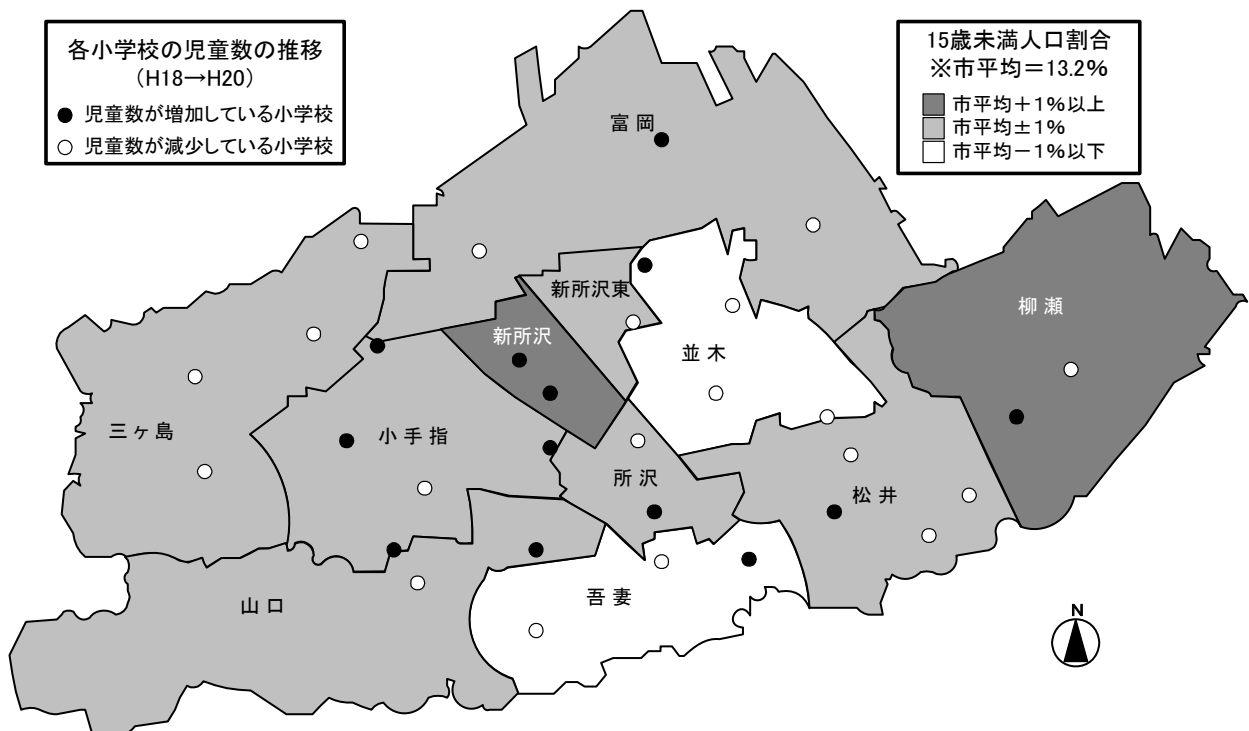 各小学校の児童数の推移
(H18→H20)
● 児童数が増加している小学校
○ 児童数が減少している小学校
15歳未満人口割合
※市平均＝13.2%
市平均＋1%以上
市平均±1%
市平均－1%以下
富岡
新所沢東
柳瀬
新所沢
並木
三ヶ島
小手指
所沢
松井
山口
吾妻
N